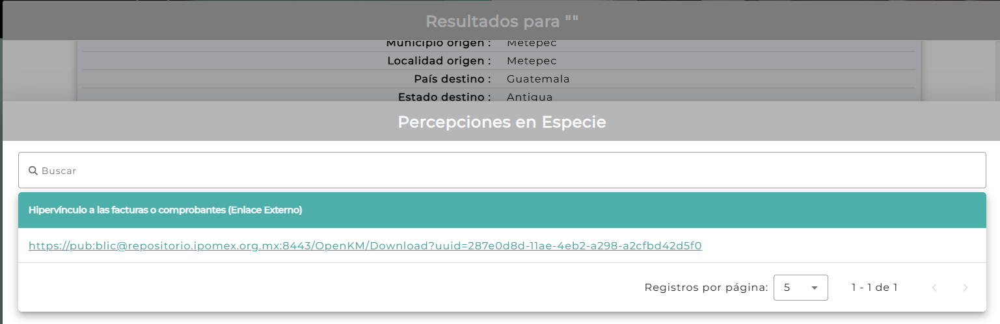 Resultados para ""
Municipio origen : Metepec
Localidad origen : Metepec
País destino : Guatemala
Estado destino : Antigua
Percepciones en Especie
Buscar
Hipervínculo a las facturas o comprobantes (Enlace Externo)
https://pub:blic@repositorio.ipomex.org.mx:8443/OpenKM/Download?uuid=287e0d8d-11ae-4eb2-a298-a2cfbd42d5f0
Registros por página: 5 1 - 1 de 1